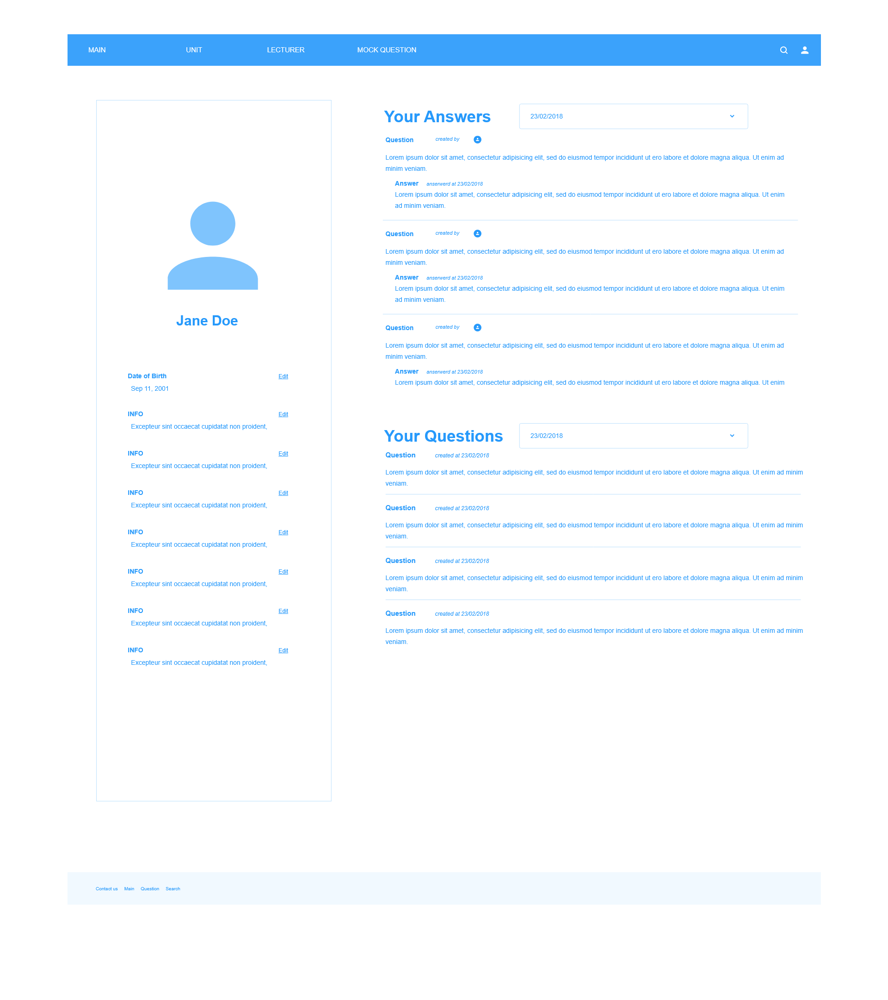 MAIN UNIT LECTURER MOCK QUESTION
Jane Doe
Date of Birth Edit
Sep 11, 2001
INFO Edit
Excepteur sint occaecat cupidatat non proident,
INFO Edit
Excepteur sint occaecat cupidatat non proident,
INFO Edit
Excepteur sint occaecat cupidatat non proident,
INFO Edit
Excepteur sint occaecat cupidatat non proident,
INFO Edit
Excepteur sint occaecat cupidatat non proident,
INFO Edit
Excepteur sint occaecat cupidatat non proident,
INFO Edit
Excepteur sint occaecat cupidatat non proident,
Your Answers 23/02/2018
Question created by
Lorem ipsum dolor sit amet, consectetur adipisicing elit, sed do eiusmod tempor incididunt ut ero labore et dolore magna aliqua. Ut enim ad
minim veniam.
Answer anserwerd at 23/02/2018
Lorem ipsum dolor sit amet, consectetur adipisicing elit, sed do eiusmod tempor incididunt ut ero labore et dolore magna aliqua. Ut enim
ad minim veniam.
Question created by
Lorem ipsum dolor sit amet, consectetur adipisicing elit, sed do eiusmod tempor incididunt ut ero labore et dolore magna aliqua. Ut enim ad
minim veniam.
Answer anserwerd at 23/02/2018
Lorem ipsum dolor sit amet, consectetur adipisicing elit, sed do eiusmod tempor incididunt ut ero labore et dolore magna aliqua. Ut enim
ad minim veniam.
Question created by
Lorem ipsum dolor sit amet, consectetur adipisicing elit, sed do eiusmod tempor incididunt ut ero labore et dolore magna aliqua. Ut enim ad
minim veniam.
Answer anserwerd at 23/02/2018
Lorem ipsum dolor sit amet, consectetur adipisicing elit, sed do eiusmod tempor incididunt ut ero labore et dolore magna aliqua. Ut enim
Your Questions 23/02/2018
Question created at 23/02/2018
Lorem ipsum dolor sit amet, consectetur adipisicing elit, sed do eiusmod tempor incididunt ut ero labore et dolore magna aliqua. Ut enim ad minim
veniam.
Question created at 23/02/2018
Lorem ipsum dolor sit amet, consectetur adipisicing elit, sed do eiusmod tempor incididunt ut ero labore et dolore magna aliqua. Ut enim ad minim
veniam.
Question created at 23/02/2018
Lorem ipsum dolor sit amet, consectetur adipisicing elit, sed do eiusmod tempor incididunt ut ero labore et dolore magna aliqua. Ut enim ad minim
veniam.
Question created at 23/02/2018
Lorem ipsum dolor sit amet, consectetur adipisicing elit, sed do eiusmod tempor incididunt ut ero labore et dolore magna aliqua. Ut enim ad minim
veniam.
Contact us Main Question Search